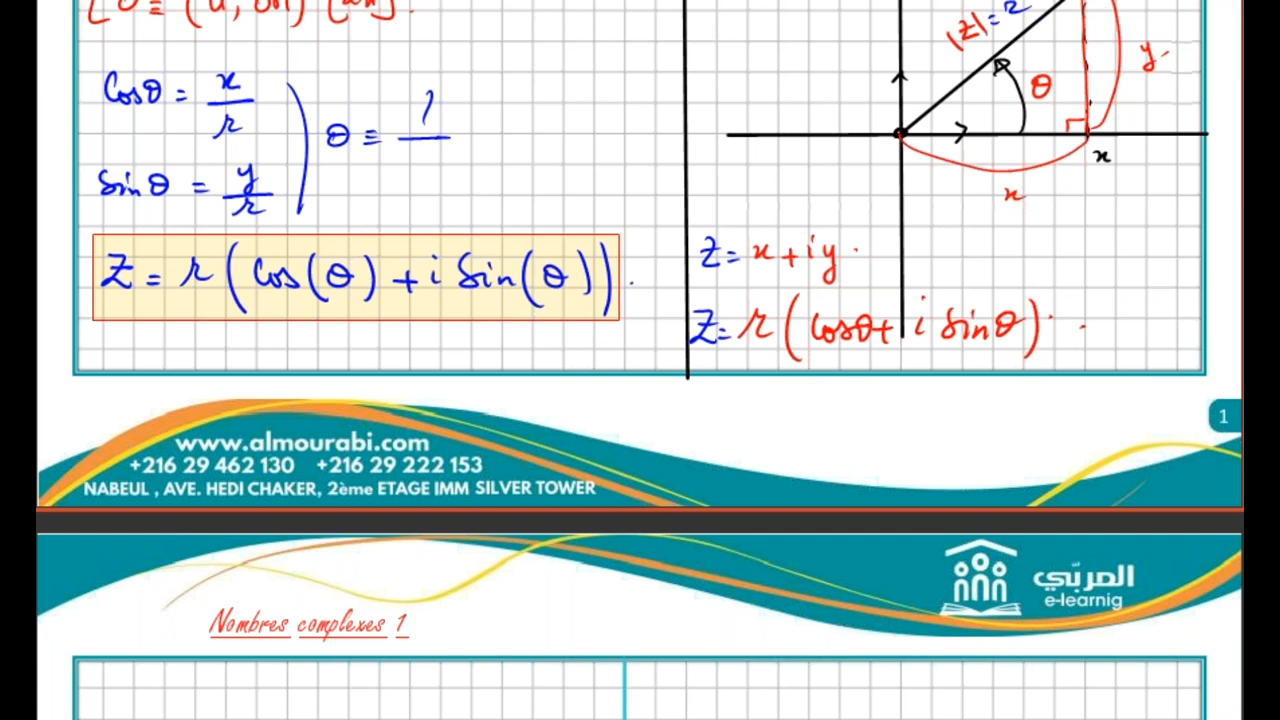 cosθ = x/r
θ ≡ ?
sinθ = y/r
Z = r(cos(θ) + i sin(θ)).
|Z|=r
θ
y
x
x
Z = x+iy.
Z= r(cosθ+ i sinθ).
1
www.almourabi.com
+216 29 462 130 +216 29 222 153
NABEUL , AVE. HEDI CHAKER, 2ème ETAGE IMM SILVER TOWER
المربّي
e-learnig
Nombres complexes 1